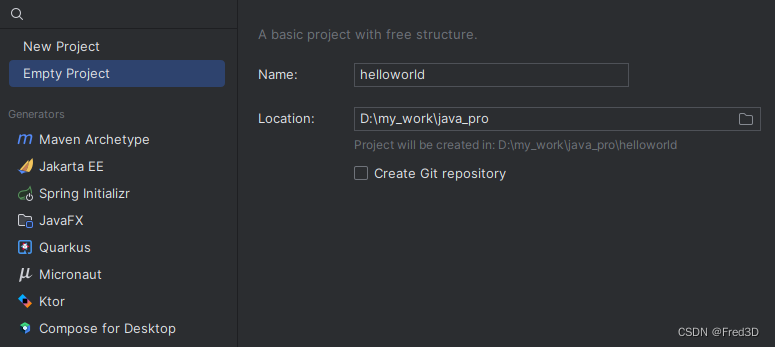 New Project
Empty Project
Generators
Maven Archetype
Jakarta EE
Spring Initializr
JavaFX
Quarkus
Micronaut
Ktor
Compose for Desktop
A basic project with free structure.
Name: helloworld
Location: D:\my_work\java_pro
Project will be created in: D:\my_work\java_pro\helloworld
Create Git repository
CSDN @Fred3D